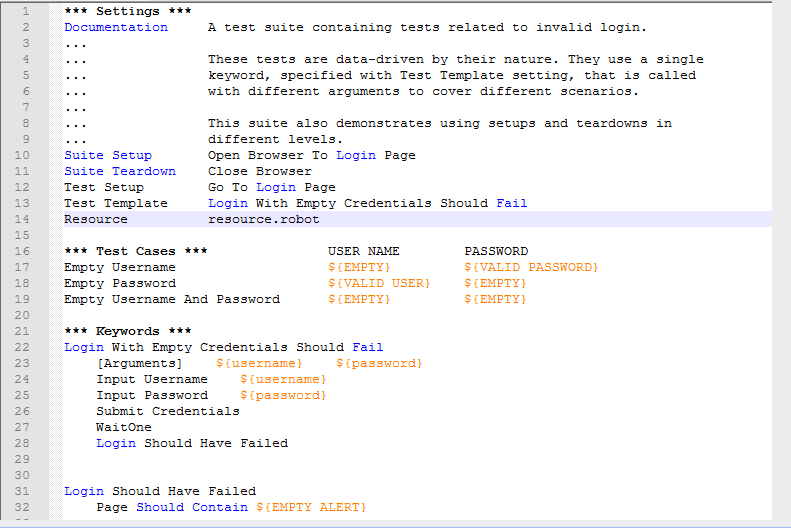 1 *** Settings ***
2 Documentation     A test suite containing tests related to invalid login.
3 ...
4 ...               These tests are data-driven by their nature. They use a single
5 ...               keyword, specified with Test Template setting, that is called
6 ...               with different arguments to cover different scenarios.
7 ...
8 ...               This suite also demonstrates using setups and teardowns in
9 ...               different levels.
10 Suite Setup       Open Browser To Login Page
11 Suite Teardown    Close Browser
12 Test Setup        Go To Login Page
13 Test Template     Login With Empty Credentials Should Fail
14 Resource          resource.robot
15
16 *** Test Cases ***               USER NAME        PASSWORD
17 Empty Username                   ${EMPTY}         ${VALID PASSWORD}
18 Empty Password                   ${VALID USER}    ${EMPTY}
19 Empty Username And Password      ${EMPTY}         ${EMPTY}
20
21 *** Keywords ***
22 Login With Empty Credentials Should Fail
23     [Arguments]    ${username}    ${password}
24     Input Username    ${username}
25     Input Password    ${password}
26     Submit Credentials
27     WaitOne
28     Login Should Have Failed
29
30
31 Login Should Have Failed
32     Page Should Contain ${EMPTY ALERT}